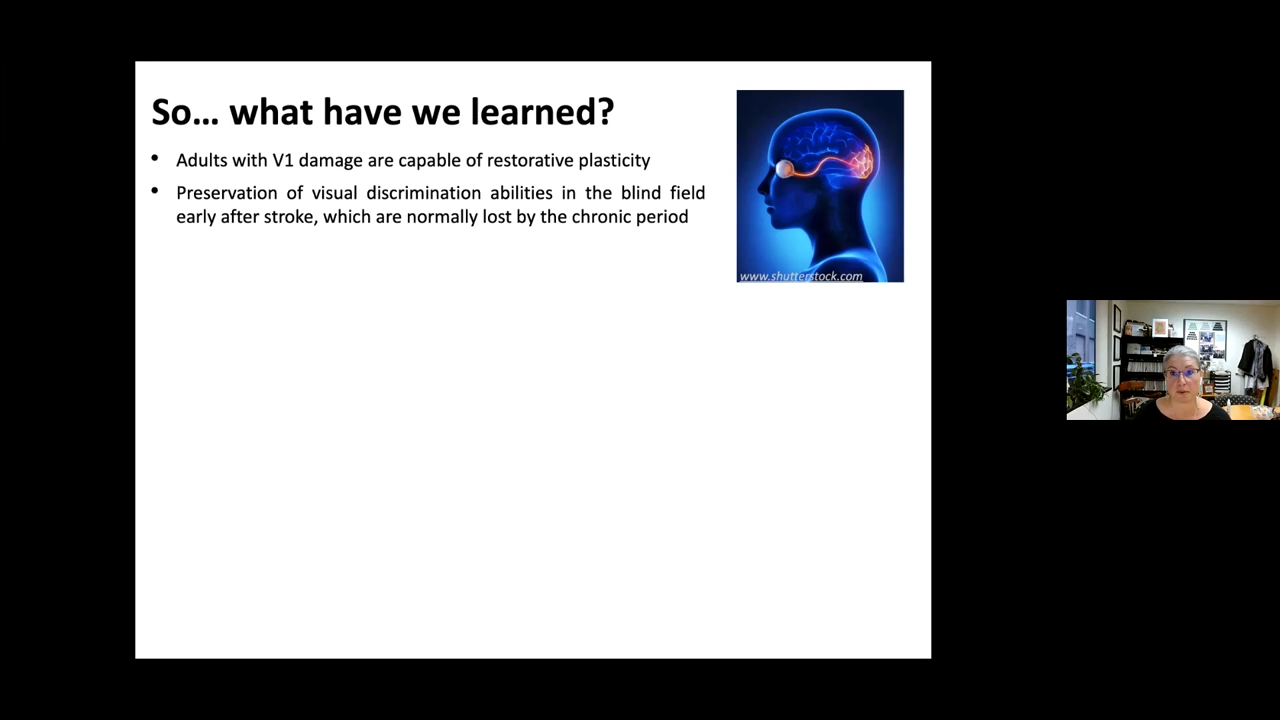 So... what have we learned?
• Adults with V1 damage are capable of restorative plasticity
• Preservation of visual discrimination abilities in the blind field
early after stroke, which are normally lost by the chronic period
www.shutterstock.com